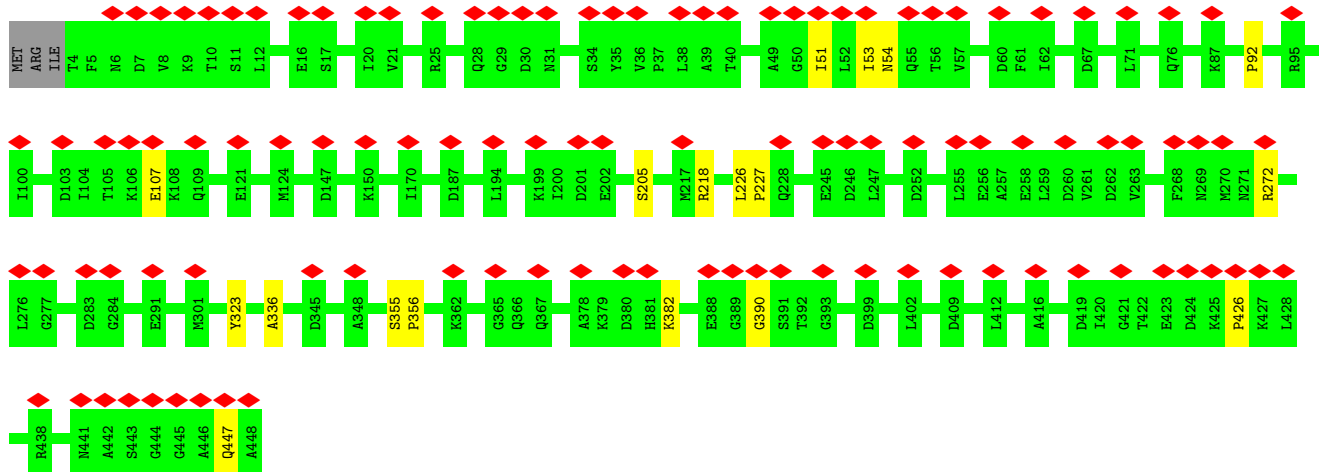 MET ARG ILE T4 F5 N6 D7 V8 K9 T10 S11 L12 E16 S17 I20 V21 R25 Q28 G29 D30 N31 S34 Y35 V36 P37 L38 A39 T40 A49 G50 I51 L52 I53 N54 Q55 T56 V57 D60 F61 I62 D67 L71 Q76 K87 P92 R95
I100 D103 I104 T105 K106 E107 K108 Q109 E121 M124 D147 K150 I170 D187 L194 K199 I200 D201 E202 S205 M217 R218 L226 P227 Q228 E245 D246 L247 D252 L255 E256 A257 E258 L259 D260 V261 D262 V263 F268 N269 M270 N271 R272
L276 G277 D283 G284 E291 M301 Y323 A336 D345 A348 S355 P356 K362 G365 Q366 Q367 A378 K379 D380 H381 K382 E388 G389 G390 S391 T392 G393 D399 L402 D409 L412 A416 D419 I420 G421 T422 E423 D424 K425 P426 K427 L428
R438 N441 A442 S443 G444 G445 A446 Q447 A448